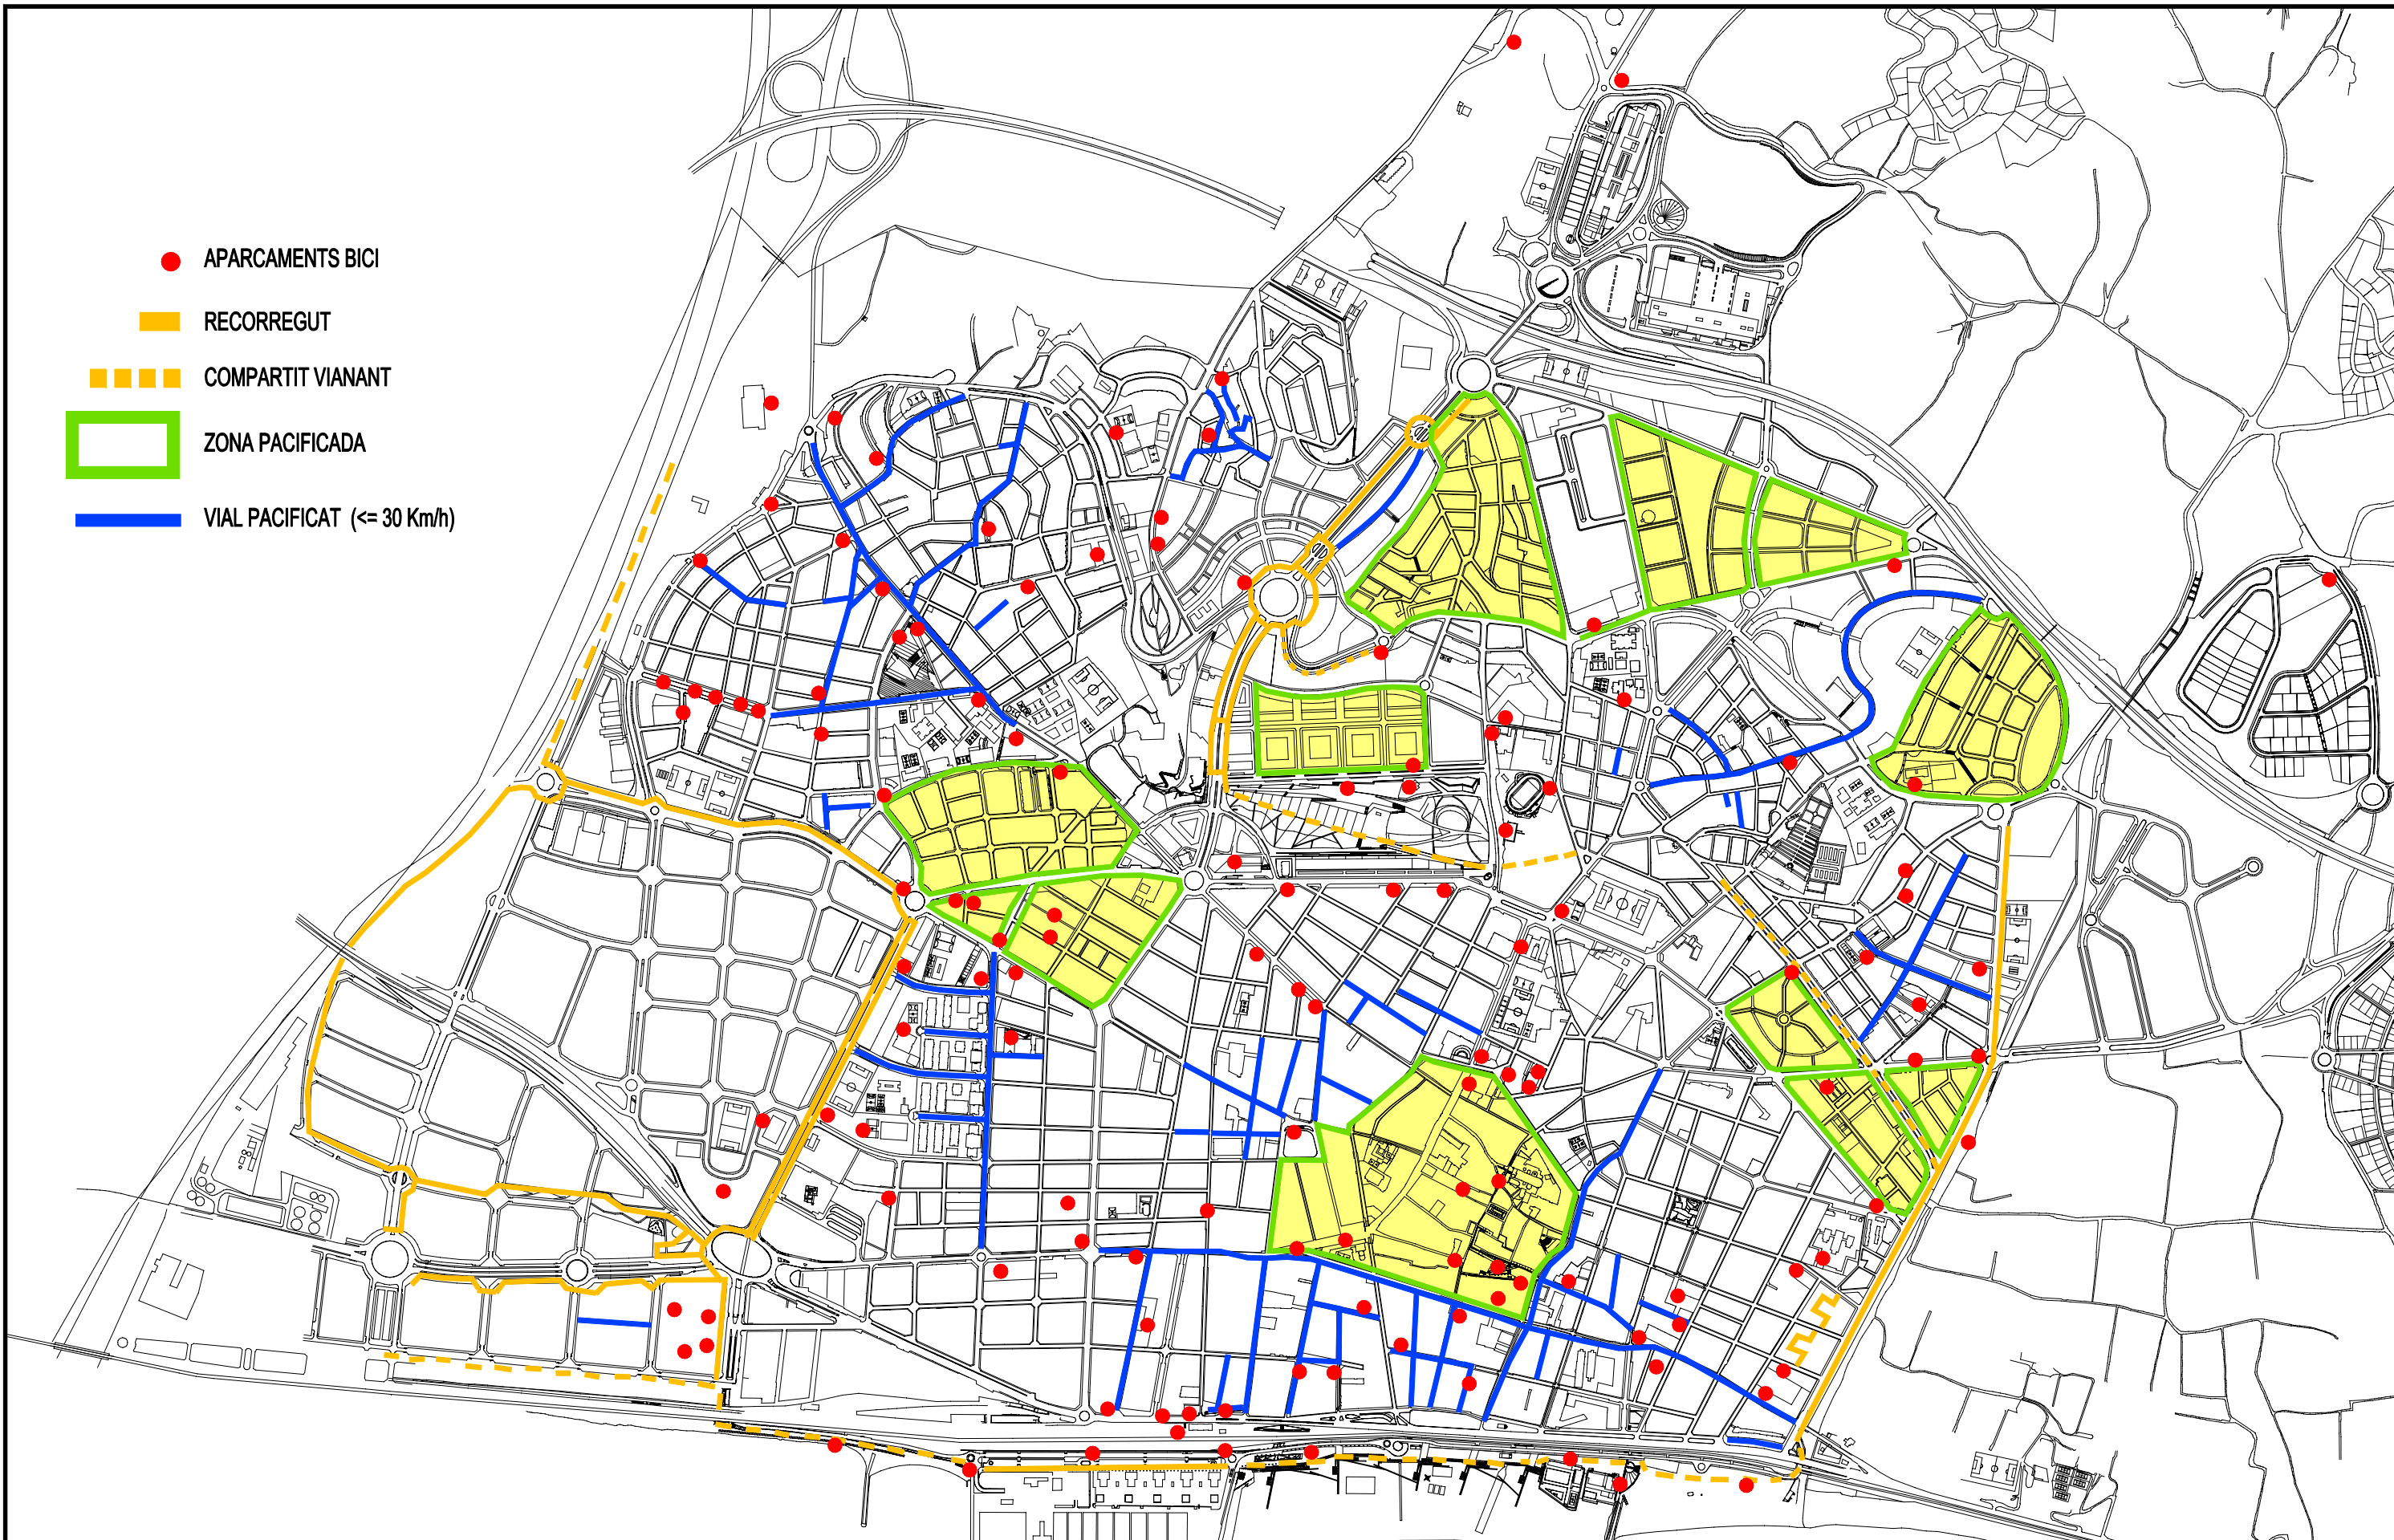 APARCAMENTS BICI
RECORREGUT
COMPARTIT VIANANT
ZONA PACIFICADA
VIAL PACIFICAT (<= 30 Km/h)